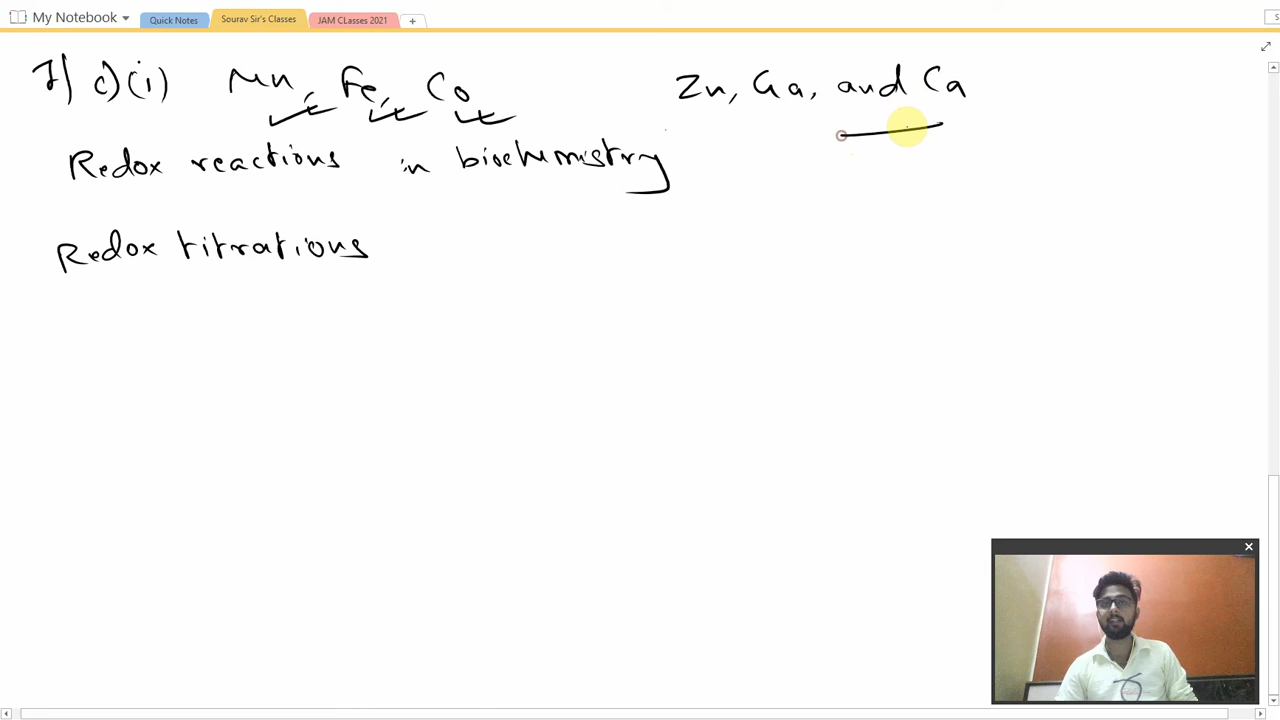 My Notebook
Quick Notes
Sourav Sir's Classes
JAM CLasses 2021
7) c)(i) Mn, Fe, Co
Zn, Ga, and Ca
Redox reactions in biochemistry
Redox titrations